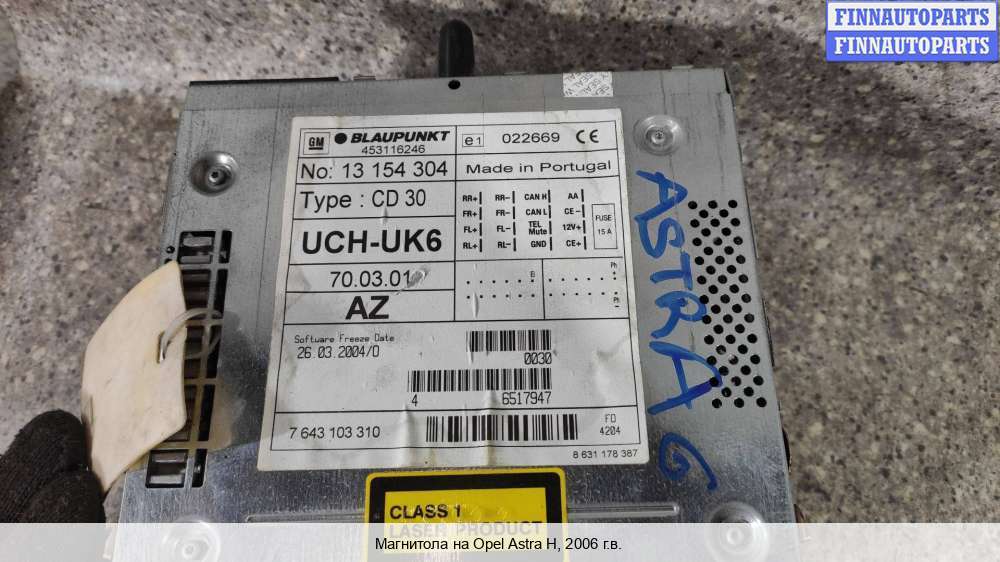 FINNAUTOPARTS
FINNAUTOPARTS
GM BLAUPUNKT
453116246
e1 022669 CE
No: 13 154 304
Made in Portugal
Type : CD 30
RR+ RR- CAN H AA
FR+ FR- CAN L CE-
FL+ FL- TEL Mute 12V+
RL+ RL- GND CE+
FUSE
15 A
UCH-UK6
70.03.01
AZ
Software Freeze Date
26.03.2004/0
0030
4 6517947
7 643 103 310
FD
4204
8 631 178 387
ASTRA G
CLASS 1
LASER PRODUCT
Магнитола на Opel Astra H, 2006 г.в.